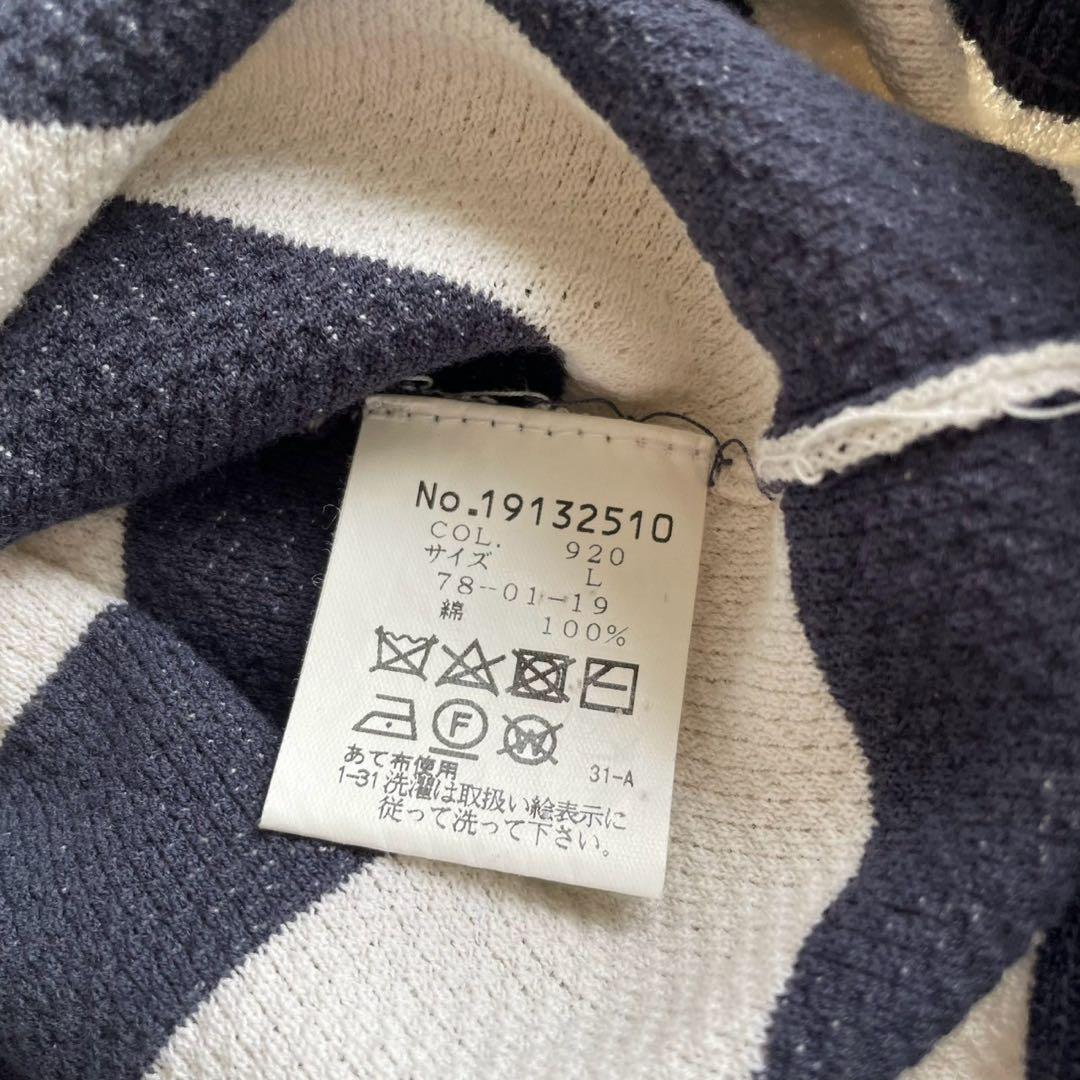 No.19132510
COL. 920
サイズ L
78-01-19
綿 100%
F W
あて布使用 31-A
1-31 洗濯は取扱い絵表示に
従って洗って下さい。